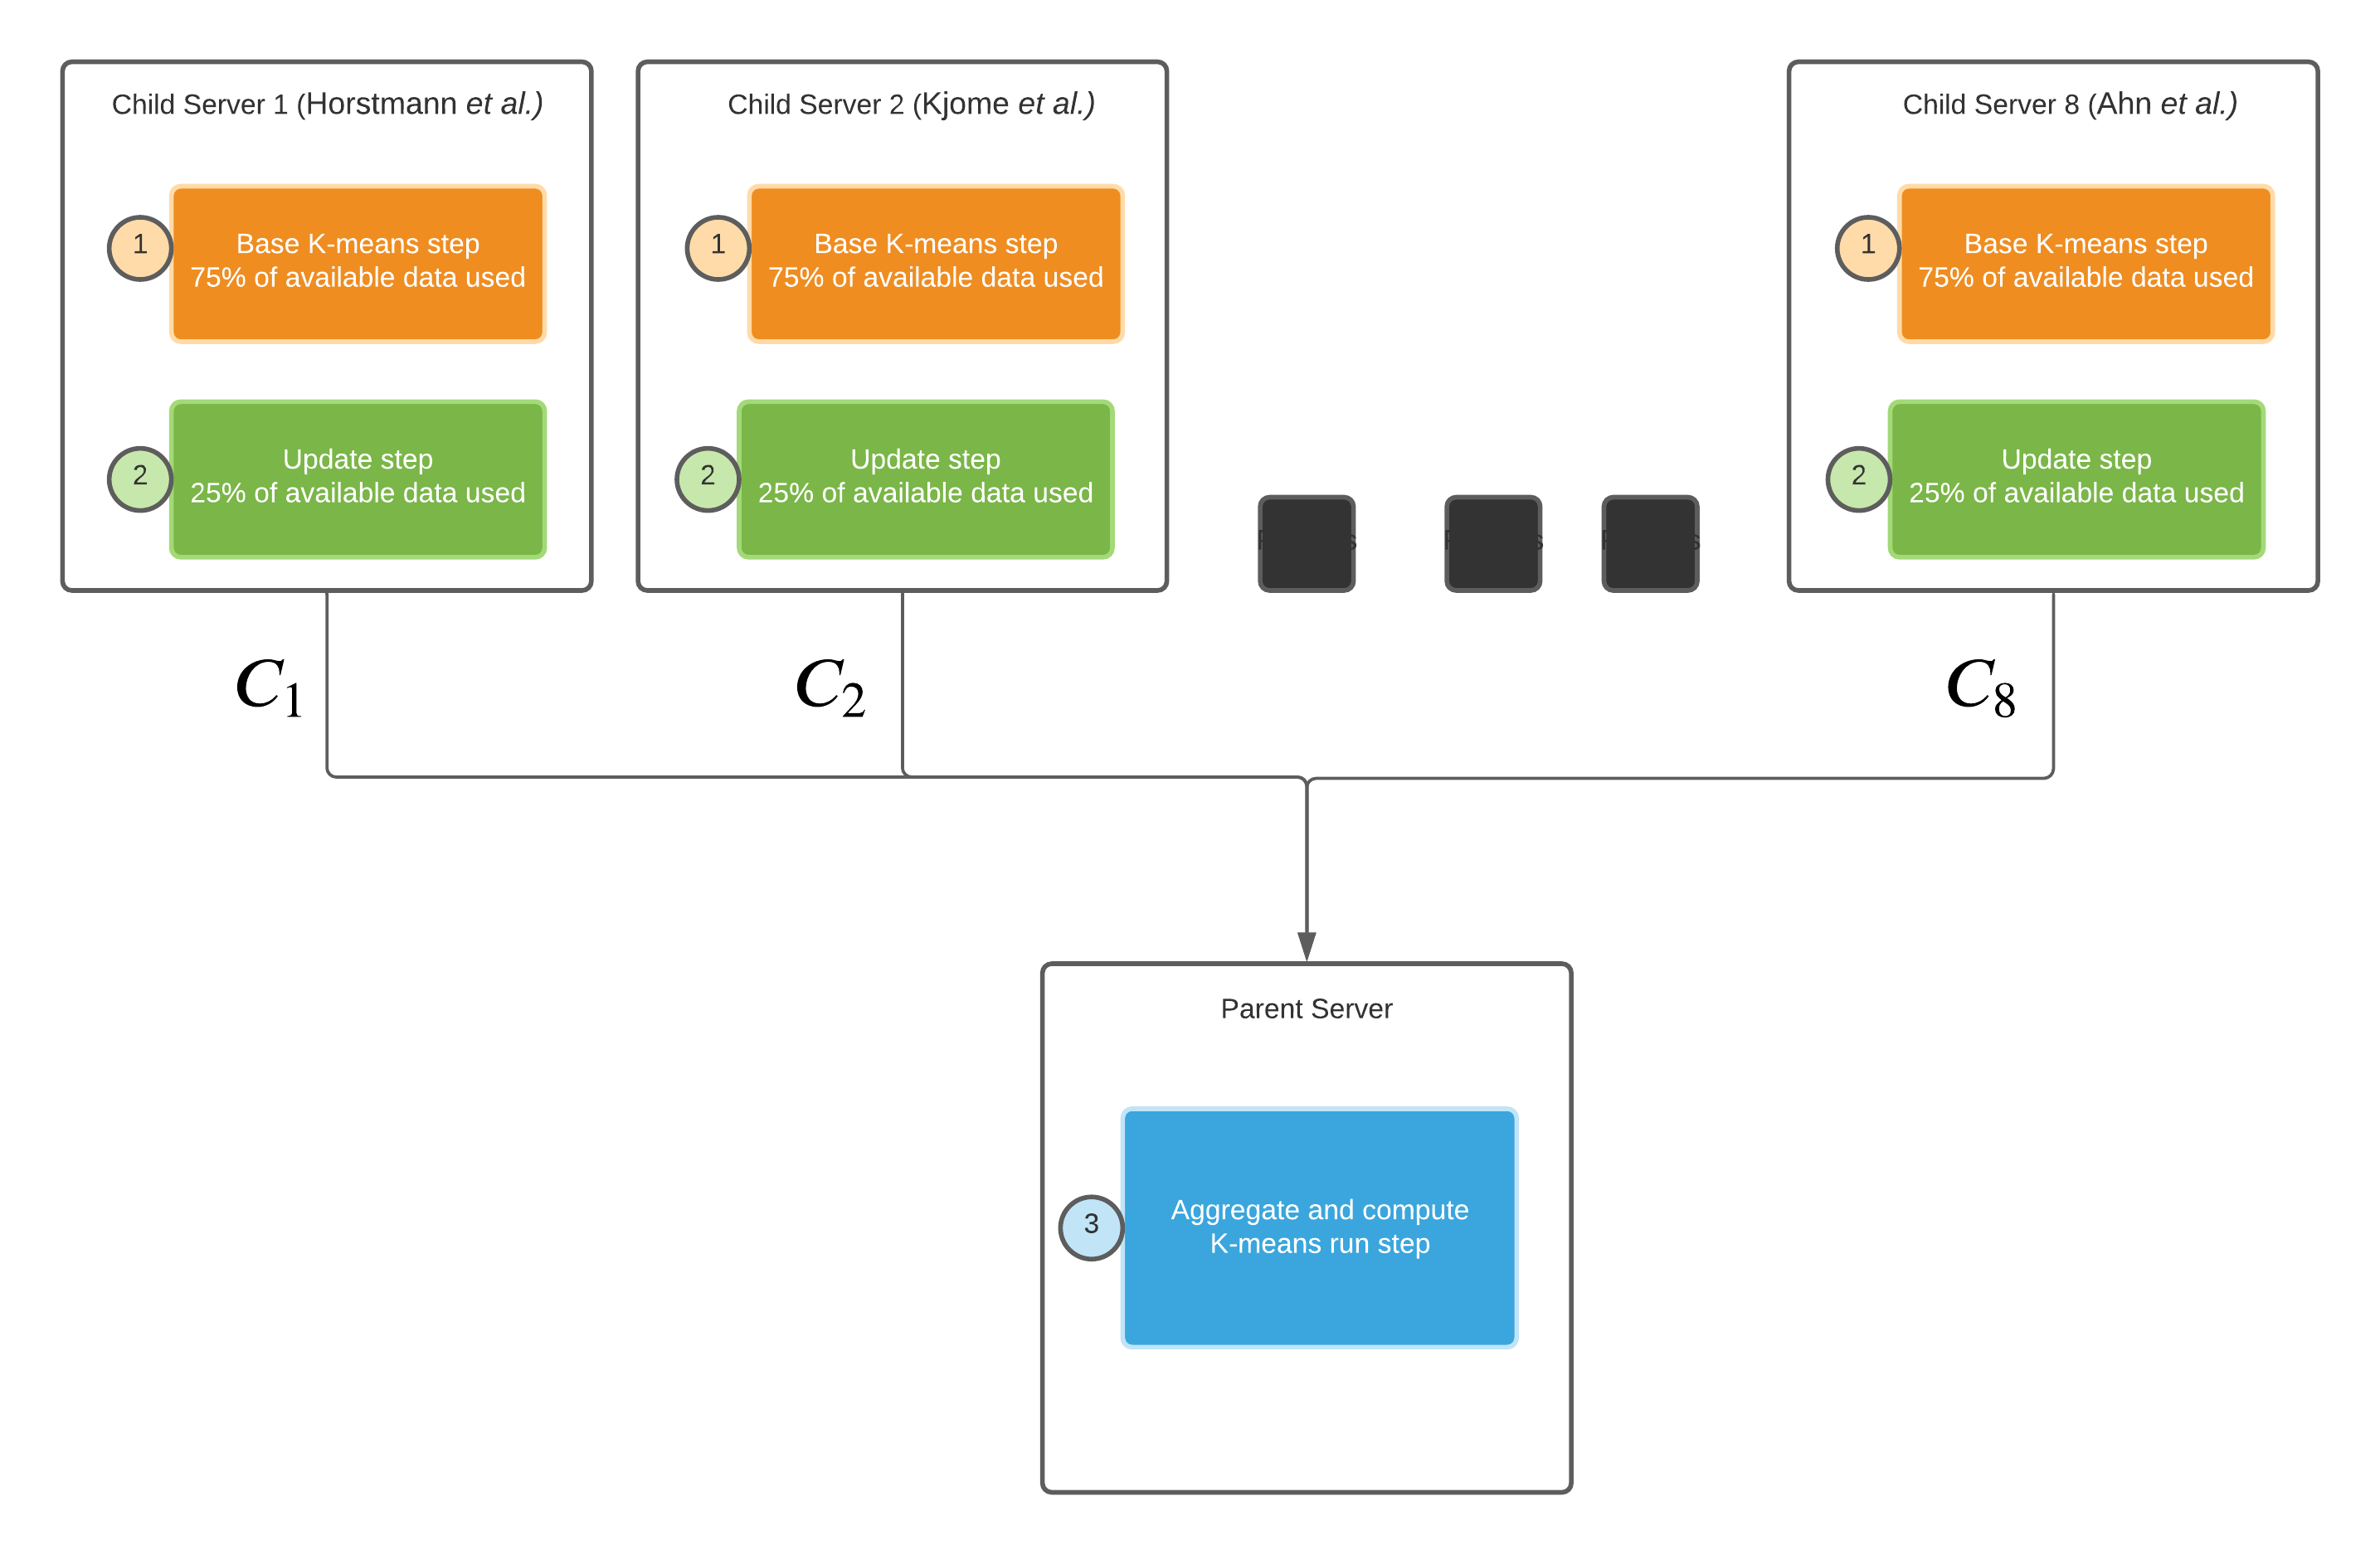 Child Server 1 (Horstmann et al.)
1
Base K-means step
75% of available data used
2
Update step
25% of available data used
Child Server 2 (Kjome et al.)
1
Base K-means step
75% of available data used
2
Update step
25% of available data used
Child Server 8 (Ahn et al.)
1
Base K-means step
75% of available data used
2
Update step
25% of available data used
C1
C2
C8
Parent Server
3
Aggregate and compute
K-means run step